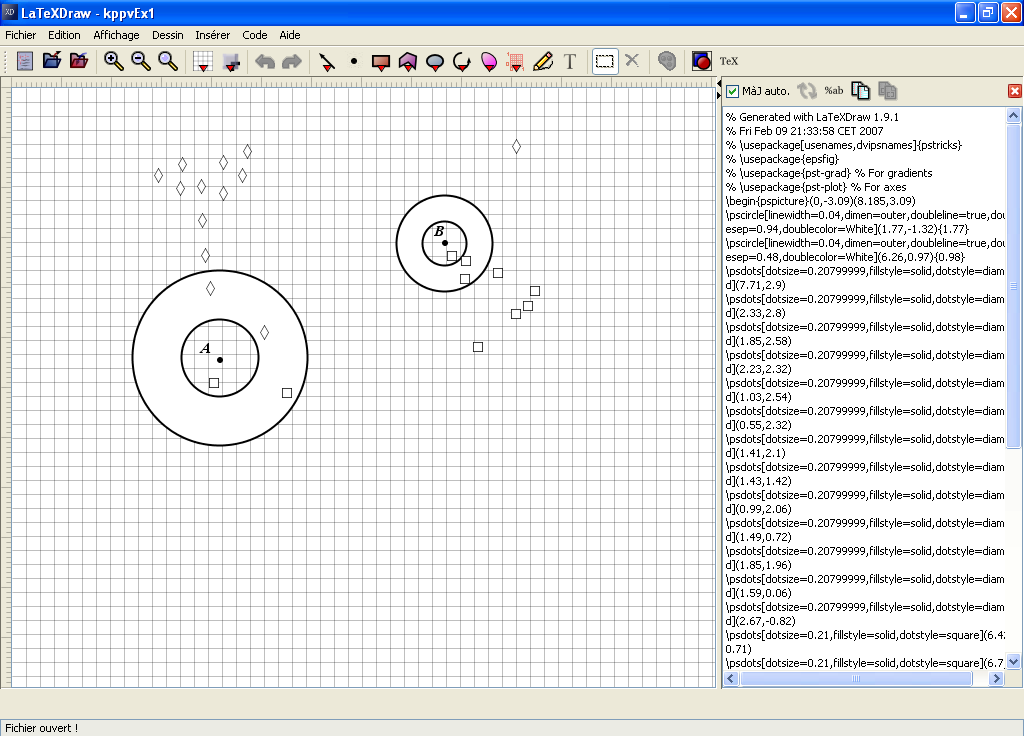 LaTeXDraw - kppvEx1
Fichier Edition Affichage Dessin Insérer Code Aide
T TeX
MàJ auto. %ab
B
A
% Generated with LaTeXDraw 1.9.1
% Fri Feb 09 21:33:58 CET 2007
% \usepackage[usenames,dvipsnames]{pstricks}
% \usepackage{epsfig}
% \usepackage{pst-grad} % For gradients
% \usepackage{pst-plot} % For axes
\begin{pspicture}(0,-3.09)(8.185,3.09)
\pscircle[linewidth=0.04,dimen=outer,doubleline=true,dou
esep=0.94,doublecolor=White](1.77,-1.32){1.77}
\pscircle[linewidth=0.04,dimen=outer,doubleline=true,dou
esep=0.48,doublecolor=White](6.26,0.97){0.98}
\psdots[dotsize=0.20799999,fillstyle=solid,dotstyle=diam
d](7.71,2.9)
\psdots[dotsize=0.20799999,fillstyle=solid,dotstyle=diam
d](2.33,2.8)
\psdots[dotsize=0.20799999,fillstyle=solid,dotstyle=diam
d](1.85,2.58)
\psdots[dotsize=0.20799999,fillstyle=solid,dotstyle=diam
d](2.23,2.32)
\psdots[dotsize=0.20799999,fillstyle=solid,dotstyle=diam
d](1.03,2.54)
\psdots[dotsize=0.20799999,fillstyle=solid,dotstyle=diam
d](0.55,2.32)
\psdots[dotsize=0.20799999,fillstyle=solid,dotstyle=diam
d](1.41,2.1)
\psdots[dotsize=0.20799999,fillstyle=solid,dotstyle=diam
d](1.43,1.42)
\psdots[dotsize=0.20799999,fillstyle=solid,dotstyle=diam
d](0.99,2.06)
\psdots[dotsize=0.20799999,fillstyle=solid,dotstyle=diam
d](1.49,0.72)
\psdots[dotsize=0.20799999,fillstyle=solid,dotstyle=diam
d](1.85,1.96)
\psdots[dotsize=0.20799999,fillstyle=solid,dotstyle=diam
d](1.59,0.06)
\psdots[dotsize=0.20799999,fillstyle=solid,dotstyle=diam
d](2.67,-0.82)
\psdots[dotsize=0.21,fillstyle=solid,dotstyle=square](6.42
0.71)
\psdots[dotsize=0.21,fillstyle=solid,dotstyle=square](6.7,
Fichier ouvert !